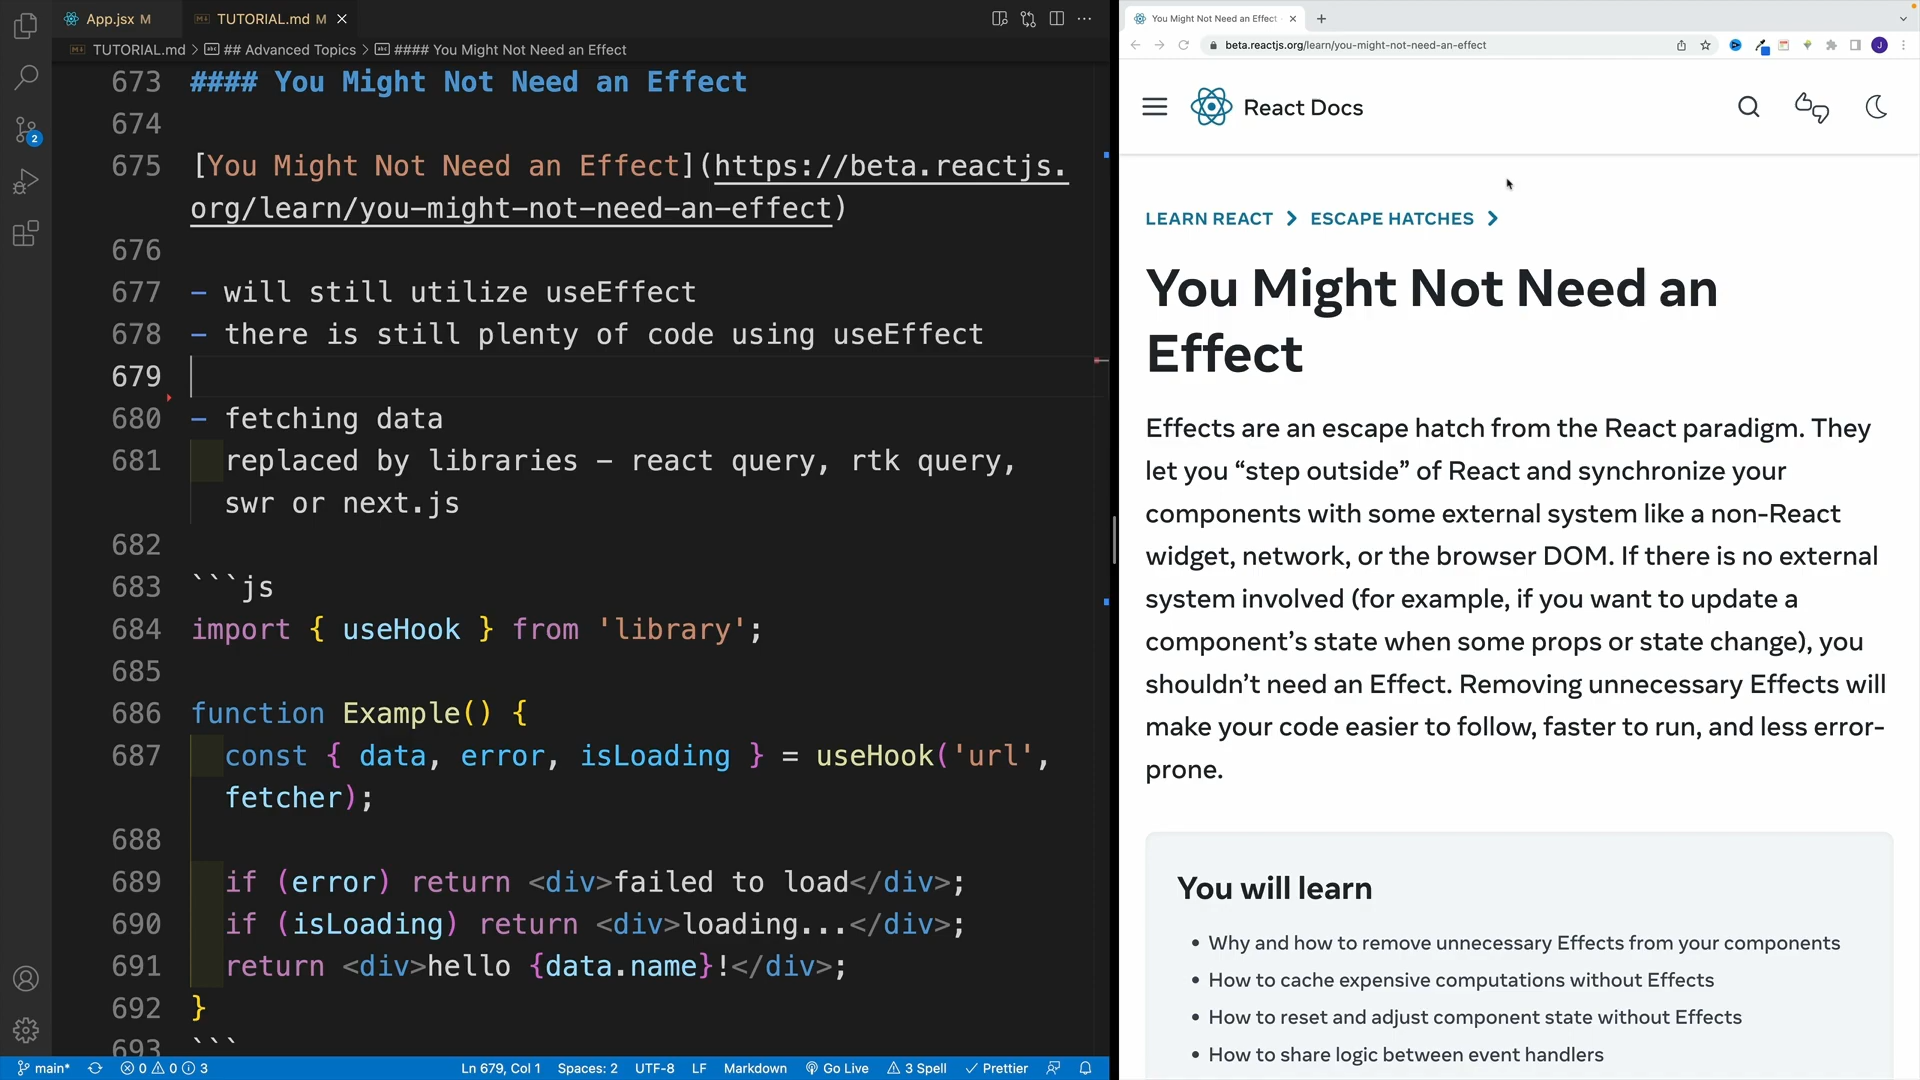 App.jsx M
TUTORIAL.md M
TUTORIAL.md > ## Advanced Topics > #### You Might Not Need an Effect
673 #### You Might Not Need an Effect
674
675 [You Might Not Need an Effect](https://beta.reactjs.
org/learn/you-might-not-need-an-effect)
676
677 - will still utilize useEffect
678 - there is still plenty of code using useEffect
679
680 - fetching data
681 replaced by libraries - react query, rtk query,
swr or next.js
682
683 ```js
684 import { useHook } from 'library';
685
686 function Example() {
687 const { data, error, isLoading } = useHook('url',
fetcher);
688
689 if (error) return <div>failed to load</div>;
690 if (isLoading) return <div>loading...</div>;
691 return <div>hello {data.name}!</div>;
692 }
693 ```
2
main* 0 0 3 Ln 679, Col 1 Spaces: 2 UTF-8 LF Markdown Go Live 3 Spell Prettier
You Might Not Need an Effect
beta.reactjs.org/learn/you-might-not-need-an-effect
J
React Docs
LEARN REACT > ESCAPE HATCHES >
You Might Not Need an
Effect
Effects are an escape hatch from the React paradigm. They
let you “step outside” of React and synchronize your
components with some external system like a non-React
widget, network, or the browser DOM. If there is no external
system involved (for example, if you want to update a
component’s state when some props or state change), you
shouldn’t need an Effect. Removing unnecessary Effects will
make your code easier to follow, faster to run, and less error-
prone.
You will learn
• Why and how to remove unnecessary Effects from your components
• How to cache expensive computations without Effects
• How to reset and adjust component state without Effects
• How to share logic between event handlers